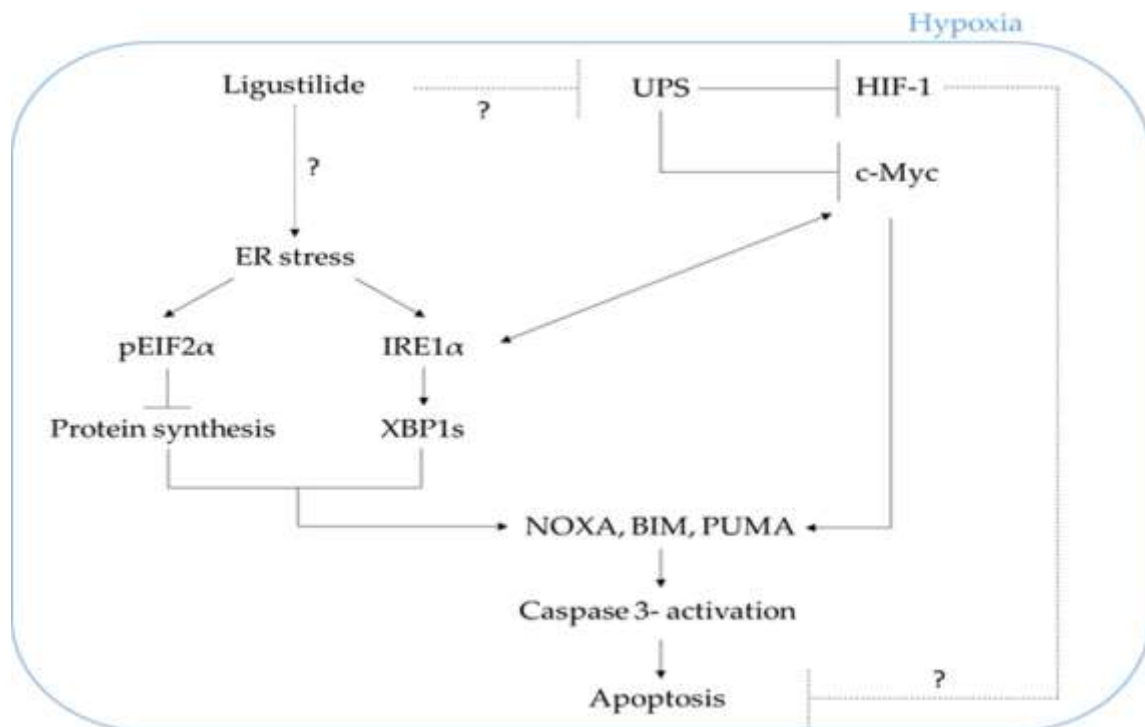 Hypoxia
Ligustilide
?
UPS
HIF-1
c-Myc
?
ER stress
pEIF2α
IRE1α
Protein synthesis
XBP1s
NOXA, BIM, PUMA
Caspase 3- activation
Apoptosis
?